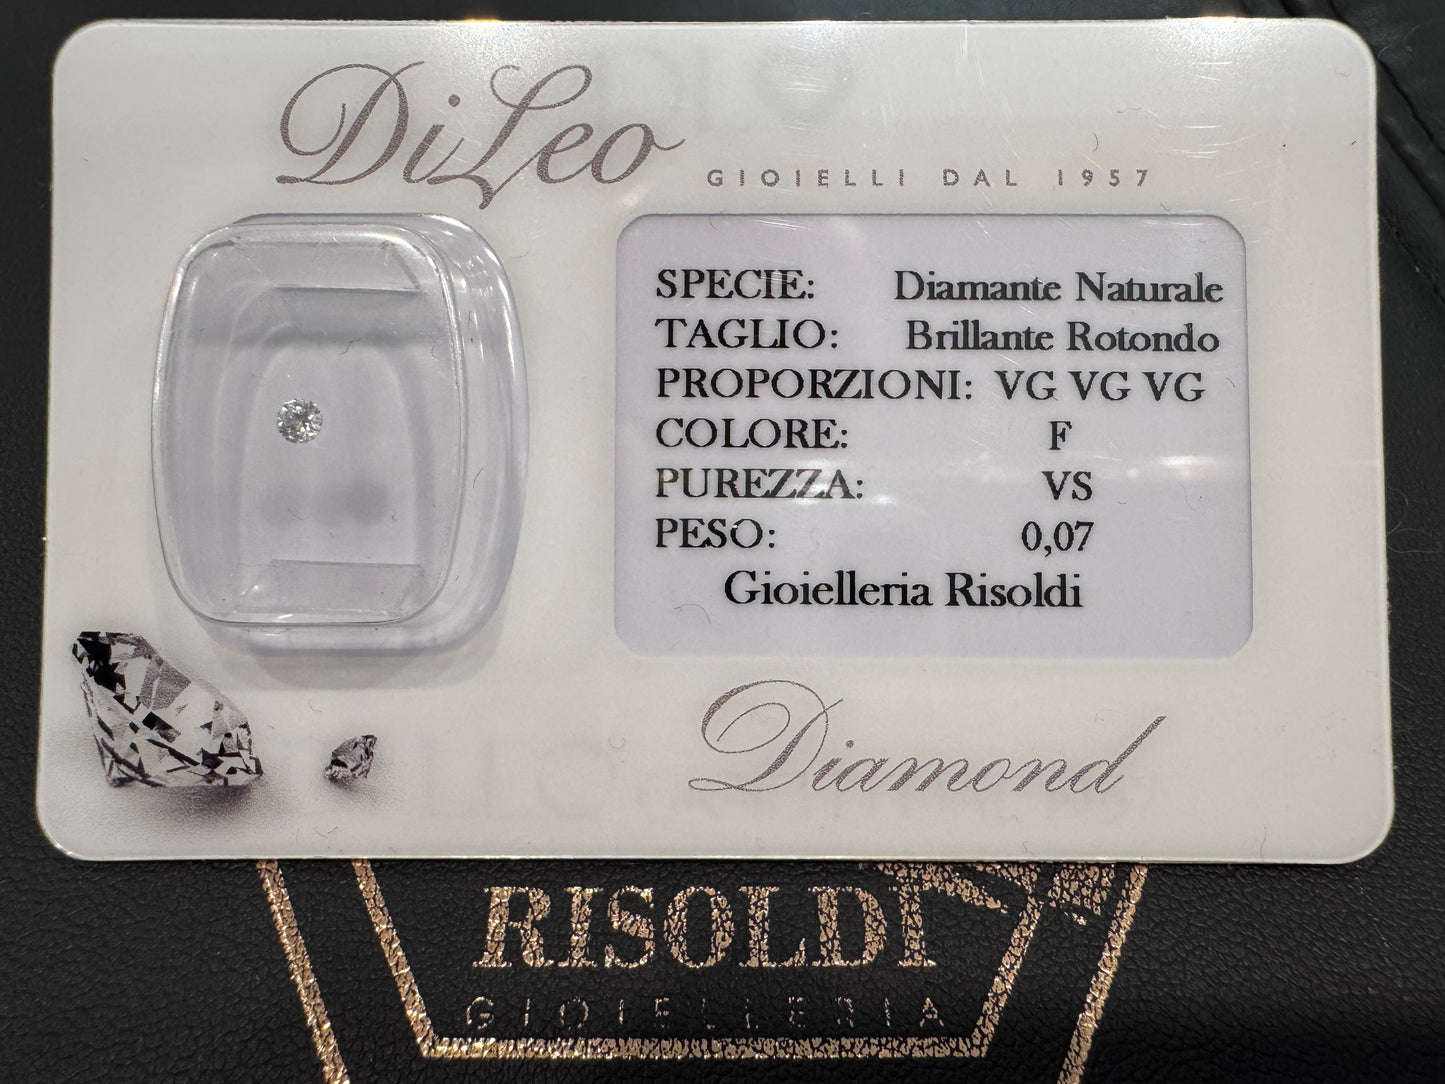 DiLeo
GIOIELLI DAL 1957
SPECIE: Diamante Naturale
TAGLIO: Brillante Rotondo
PROPORZIONI: VG VG VG
COLORE: F
PUREZZA: VS
PESO: 0,07
Gioielleria Risoldi
Diamond
RISOLDI
GIOIELLERIA